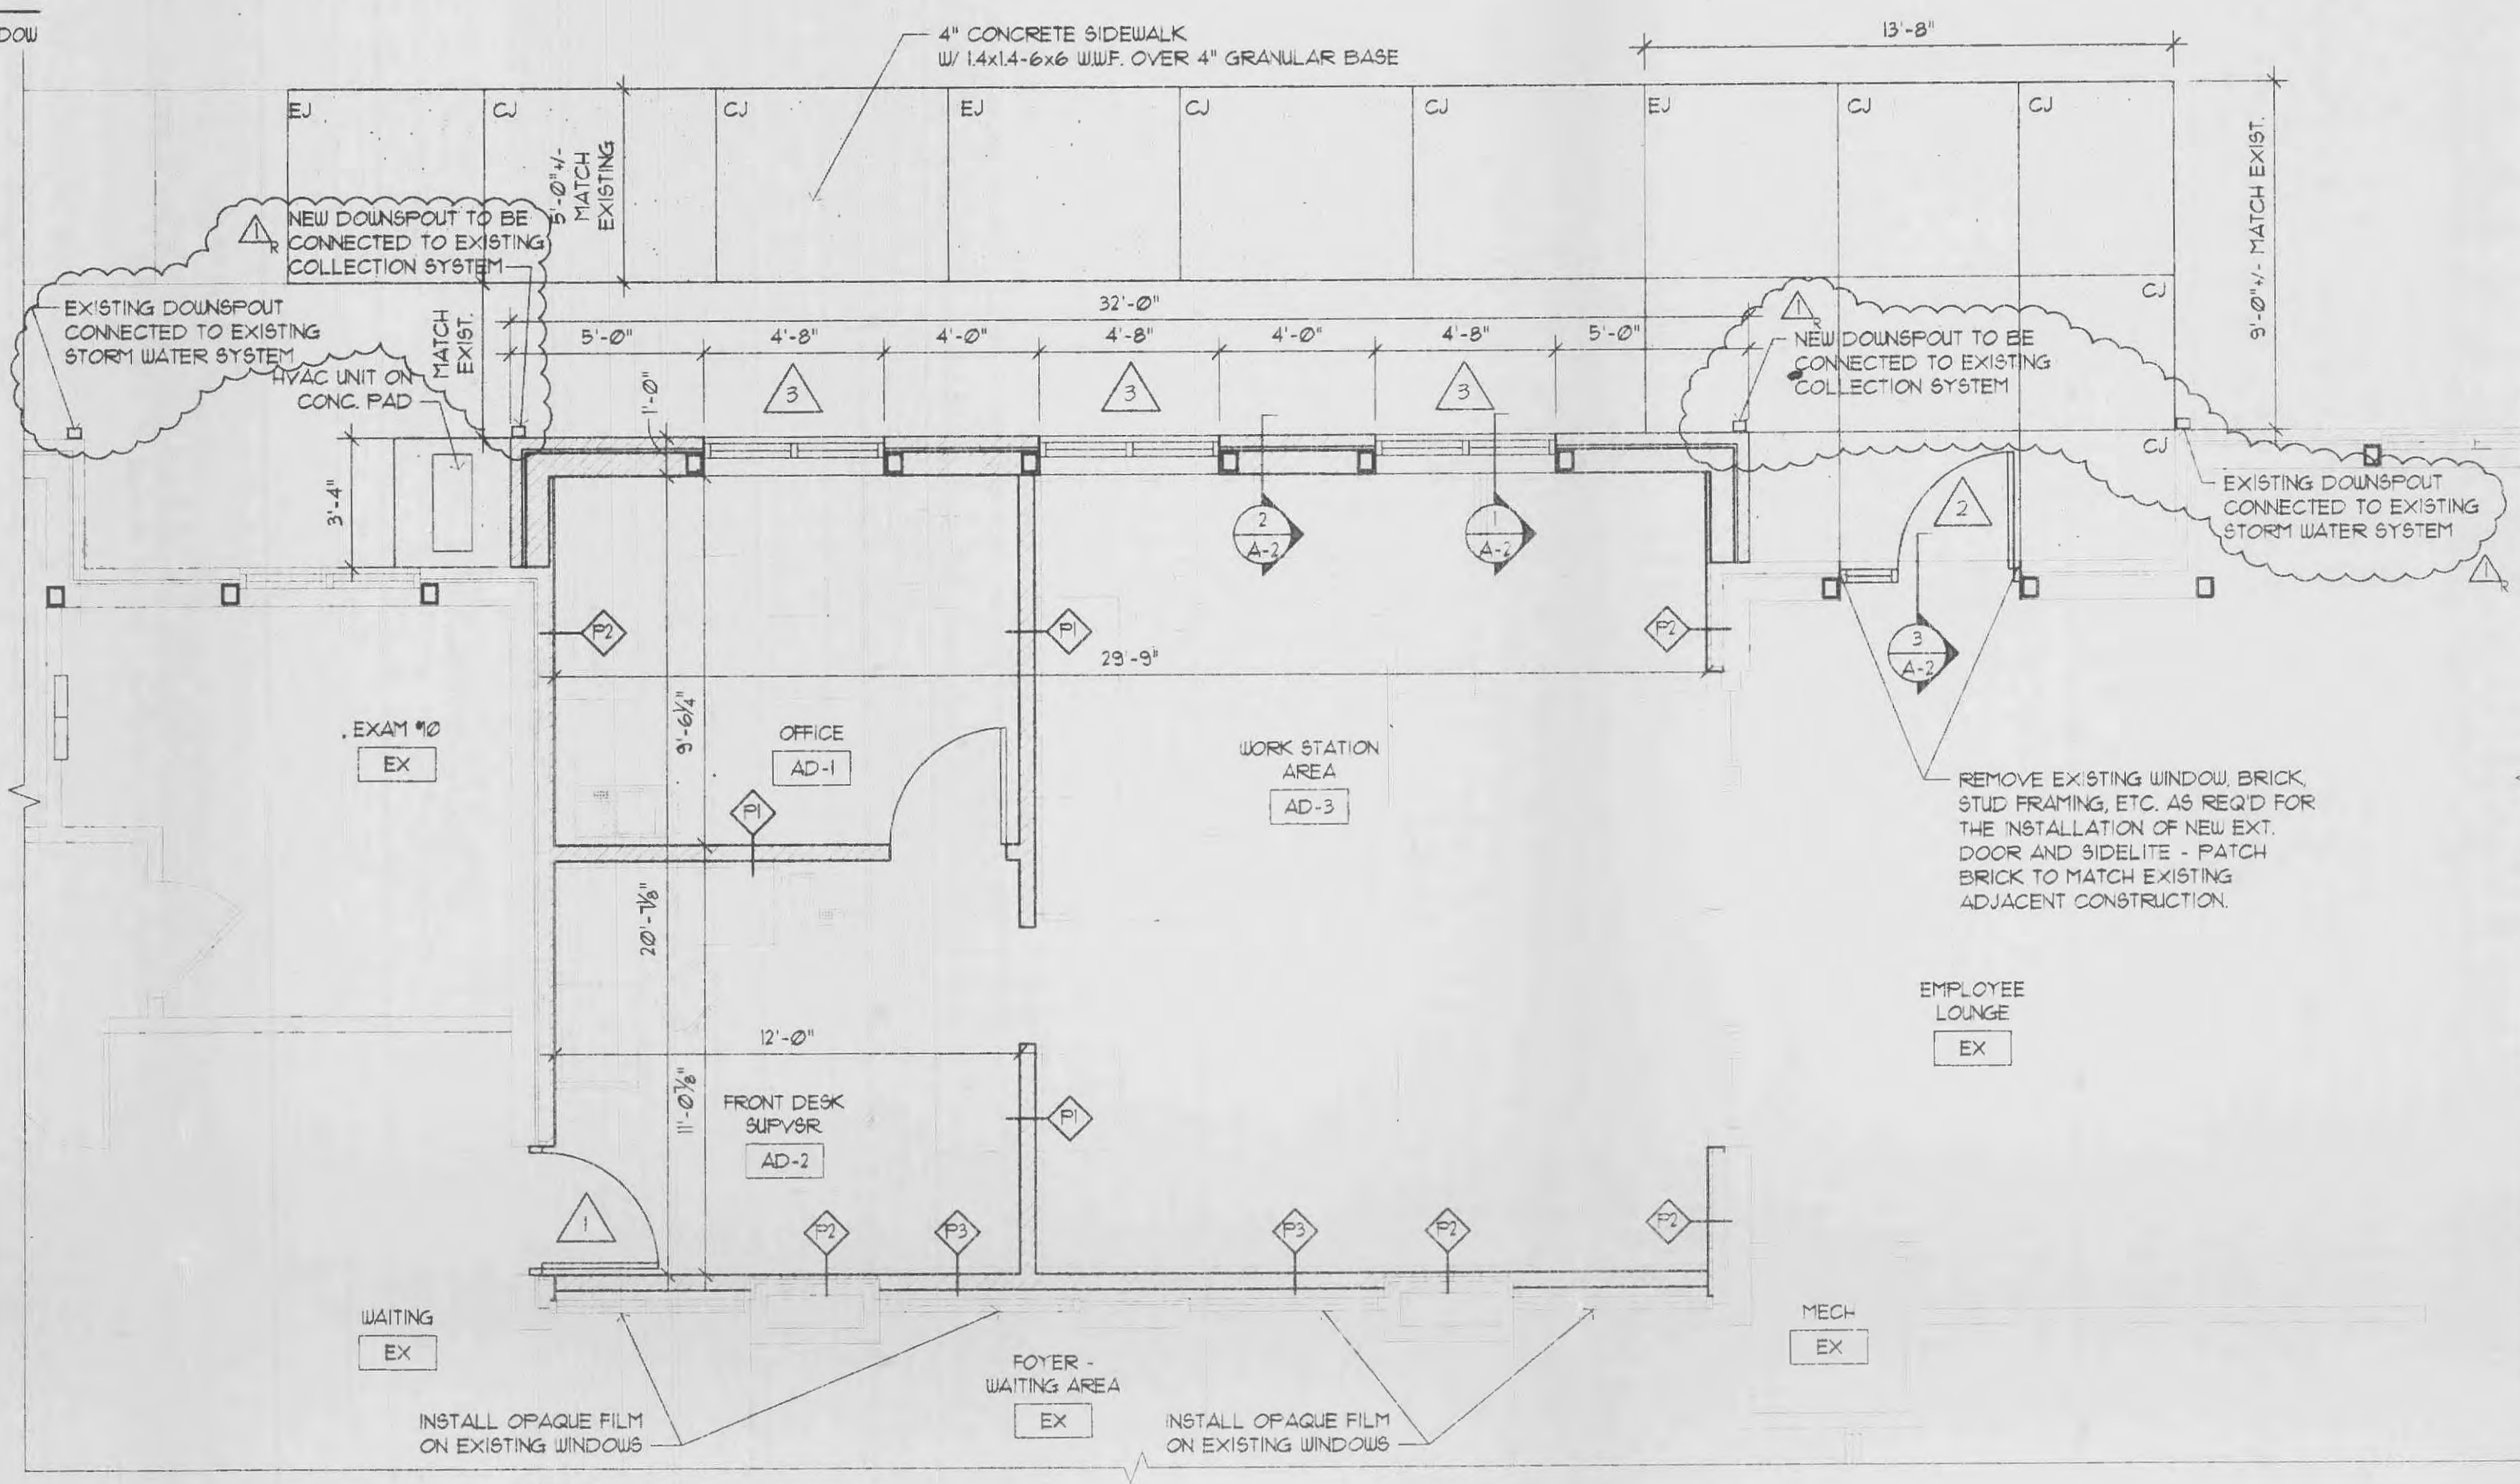 DOW
4" CONCRETE SIDEWALK
W/ 1.4x1.4-6x6 W.W.F. OVER 4" GRANULAR BASE
13'-8"
EJ
CJ
CJ
EJ
CJ
CJ
EJ
CJ
CJ
5'-0"+/-
MATCH
EXISTING
9'-0"+/- MATCH EXIST.
1
R
NEW DOWNSPOUT TO BE
CONNECTED TO EXISTING
COLLECTION SYSTEM
EXISTING DOWNSPOUT
CONNECTED TO EXISTING
STORM WATER SYSTEM
MATCH
EXIST.
HVAC UNIT ON
CONC. PAD
32'-0"
5'-0"
4'-8"
4'-0"
4'-8"
4'-0"
4'-8"
5'-0"
1'-0"
3
3
3
1
R
NEW DOWNSPOUT TO BE
CONNECTED TO EXISTING
COLLECTION SYSTEM
CJ
CJ
EXISTING DOWNSPOUT
CONNECTED TO EXISTING
STORM WATER SYSTEM
1
R
3'-4"
2
A-2
1
A-2
2
3
A-2
P2
P1
P2
29'-9"
EXAM #10
EX
9'-6 1/4"
OFFICE
AD-1
P1
WORK STATION
AREA
AD-3
REMOVE EXISTING WINDOW, BRICK,
STUD FRAMING, ETC. AS REQ'D FOR
THE INSTALLATION OF NEW EXT.
DOOR AND SIDELITE - PATCH
BRICK TO MATCH EXISTING
ADJACENT CONSTRUCTION.
20'-7 1/8"
EMPLOYEE
LOUNGE
EX
12'-0"
11'-0 7/8"
FRONT DESK
SUPVSR
AD-2
P1
1
P2
P3
P3
P2
P2
WAITING
EX
FOYER -
WAITING AREA
EX
MECH
EX
INSTALL OPAQUE FILM
ON EXISTING WINDOWS
INSTALL OPAQUE FILM
ON EXISTING WINDOWS